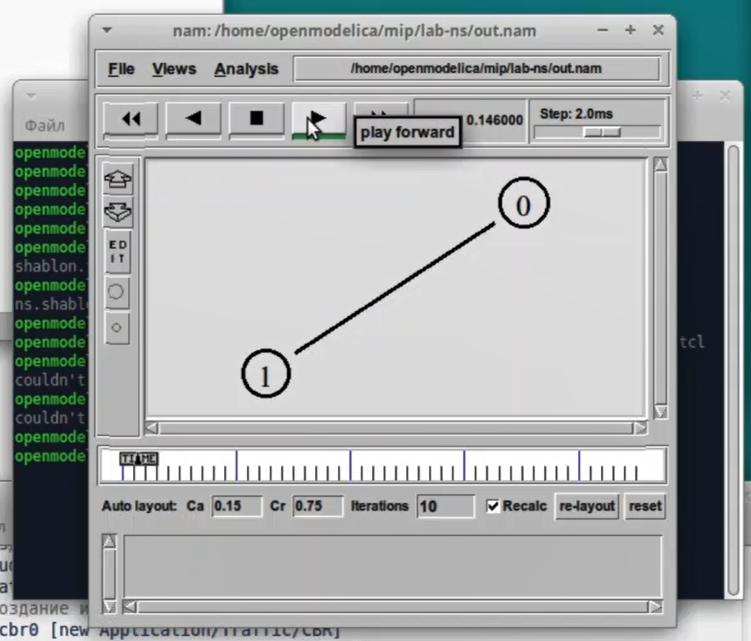 nam: /home/openmodelica/mip/lab-ns/out.nam
File Views Analysis /home/openmodelica/mip/lab-ns/out.nam
0.146000 Step: 2.0ms
play forward
Файл
ED
IT
0
1
openmode
openmode
openmode
openmode
openmode
openmode
shablon.
openmode
ns.shabl
openmode
openmode
tcl
openmode
couldn't
openmode
couldn't
openmode
openmode
TIME
Auto layout: Ca 0.15 Cr 0.75 Iterations 10 Recalc re-layout reset
оздание и
cbr0 [new Application/Traffic/CBR]